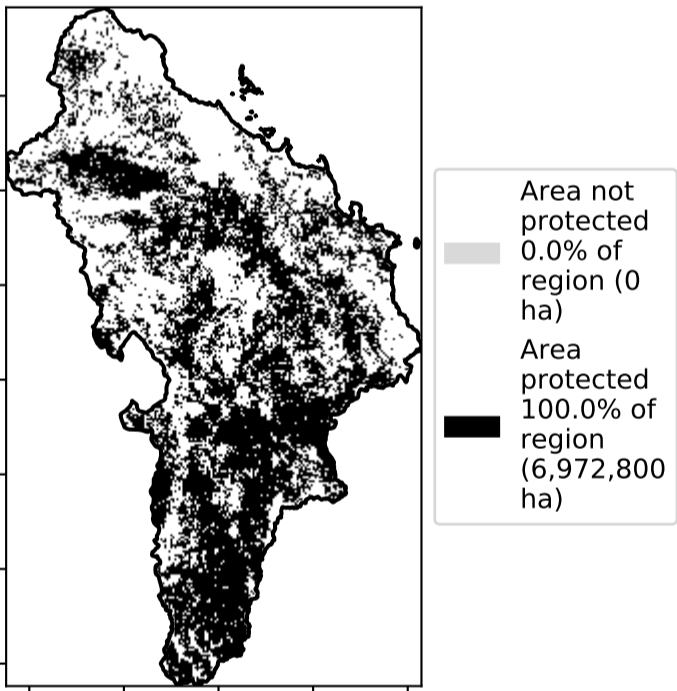 Area not
protected
0.0% of
region (0
ha)
Area
protected
100.0% of
region
(6,972,800
ha)